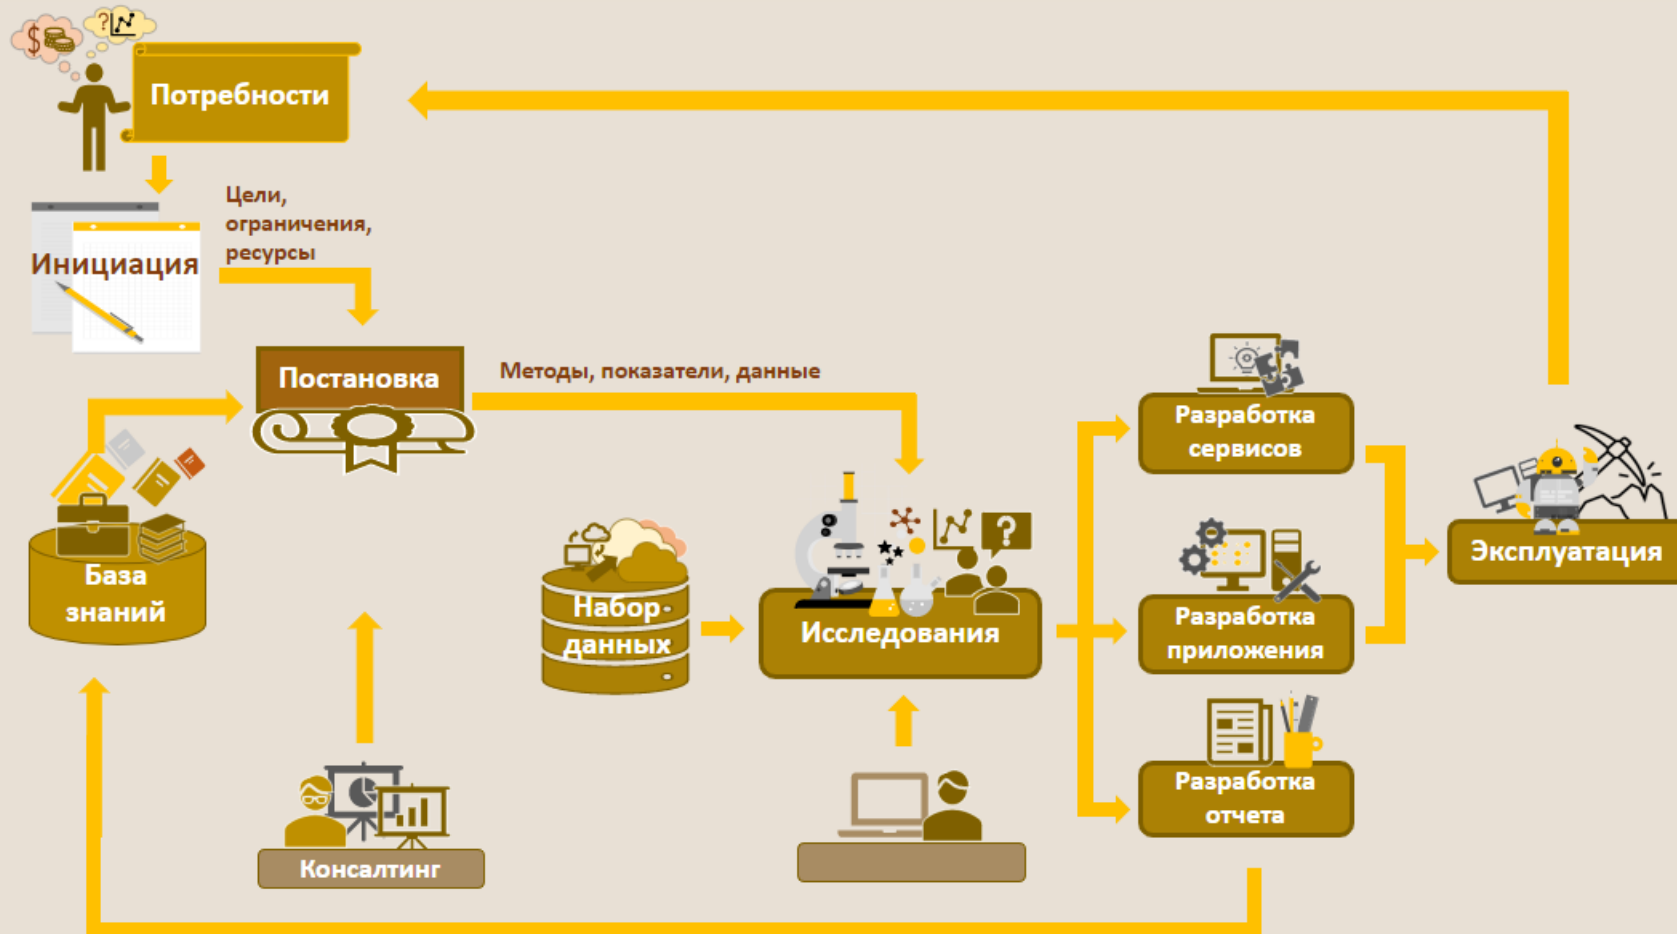 Потребности
Цели,
ограничения,
ресурсы
Инициация
Постановка
Методы, показатели, данные
Разработка
сервисов
База
знаний
Набор
данных
Исследования
Разработка
приложения
Эксплуатация
Разработка
отчета
Консалтинг